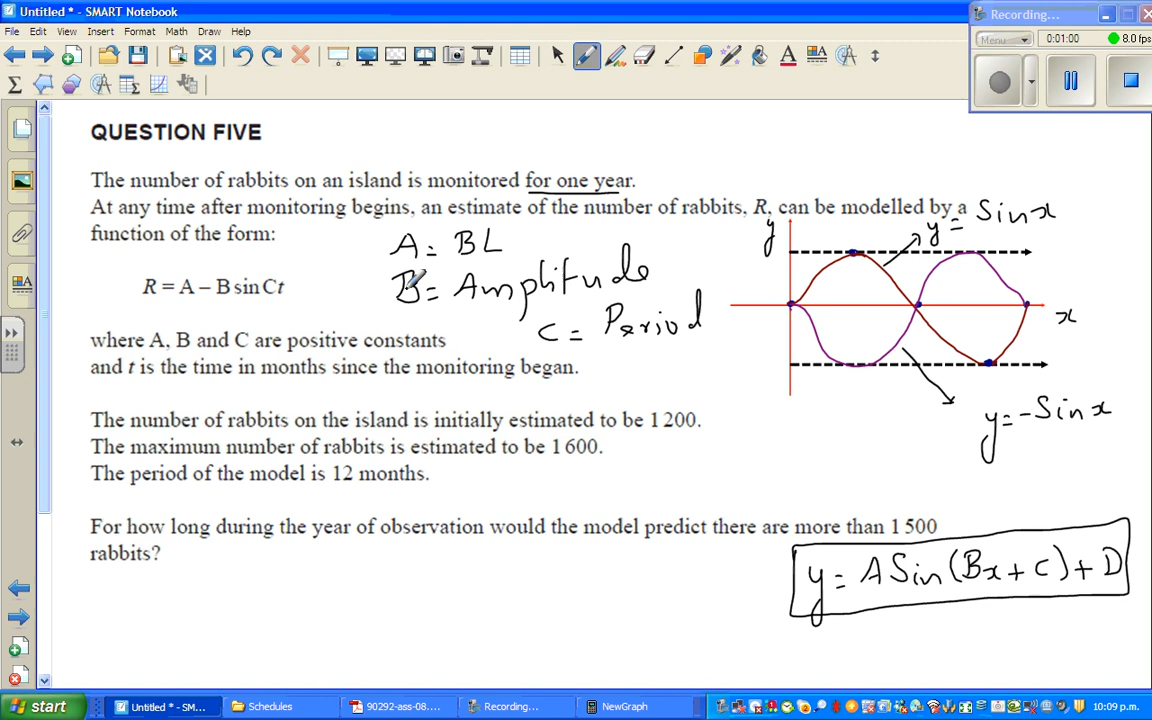 Untitled * - SMART Notebook
File Edit View Insert Format Math Draw Help
Recording...
Menu
0:01:00
8.0 fps
QUESTION FIVE
The number of rabbits on an island is monitored for one year.
At any time after monitoring begins, an estimate of the number of rabbits, R, can be modelled by a
function of the form:
R = A – B sin Ct
A = BL
B = Amplitude
C = Period
where A, B and C are positive constants
and t is the time in months since the monitoring began.
The number of rabbits on the island is initially estimated to be 1 200.
The maximum number of rabbits is estimated to be 1 600.
The period of the model is 12 months.
For how long during the year of observation would the model predict there are more than 1 500
rabbits?
y
y = Sin x
x
y = -Sin x
y = A Sin (Bx + C) + D
start
Untitled * - SM...
Schedules
90292-ass-08....
Recording...
NewGraph
10:09 p.m.